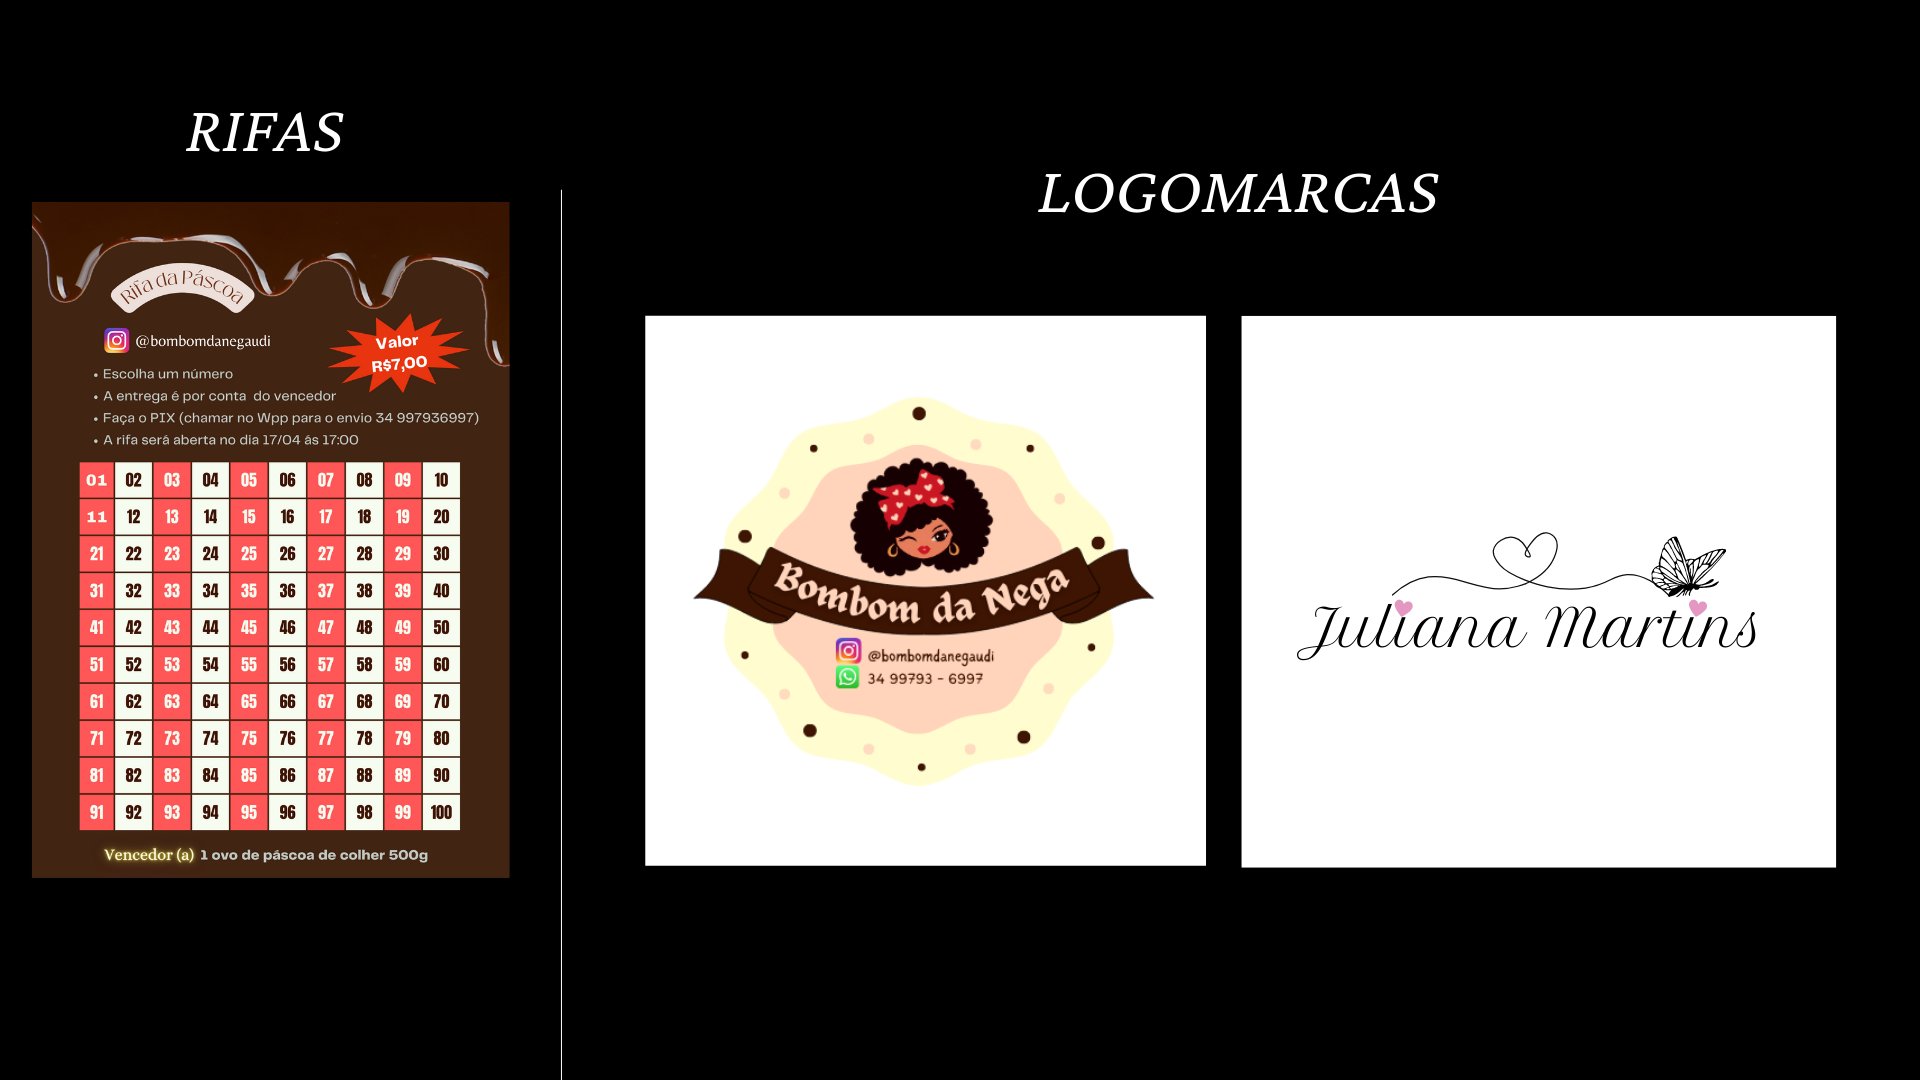 RIFAS
Rifa da Páscoa
@bombomdanegaudi
Valor
R$7,00
• Escolha um número
• A entrega é por conta  do vencedor
• Faça o PIX (chamar no Wpp para o envio 34 997936997)
• A rifa será aberta no dia 17/04 ás 17:00
01 02 03 04 05 06 07 08 09 10
11 12 13 14 15 16 17 18 19 20
21 22 23 24 25 26 27 28 29 30
31 32 33 34 35 36 37 38 39 40
41 42 43 44 45 46 47 48 49 50
51 52 53 54 55 56 57 58 59 60
61 62 63 64 65 66 67 68 69 70
71 72 73 74 75 76 77 78 79 80
81 82 83 84 85 86 87 88 89 90
91 92 93 94 95 96 97 98 99 100
Vencedor (a) 1 ovo de páscoa de colher 500g
LOGOMARCAS
Bombom da Nega
@bombomdanegaudi
34 99793 - 6997
Juliana Martins